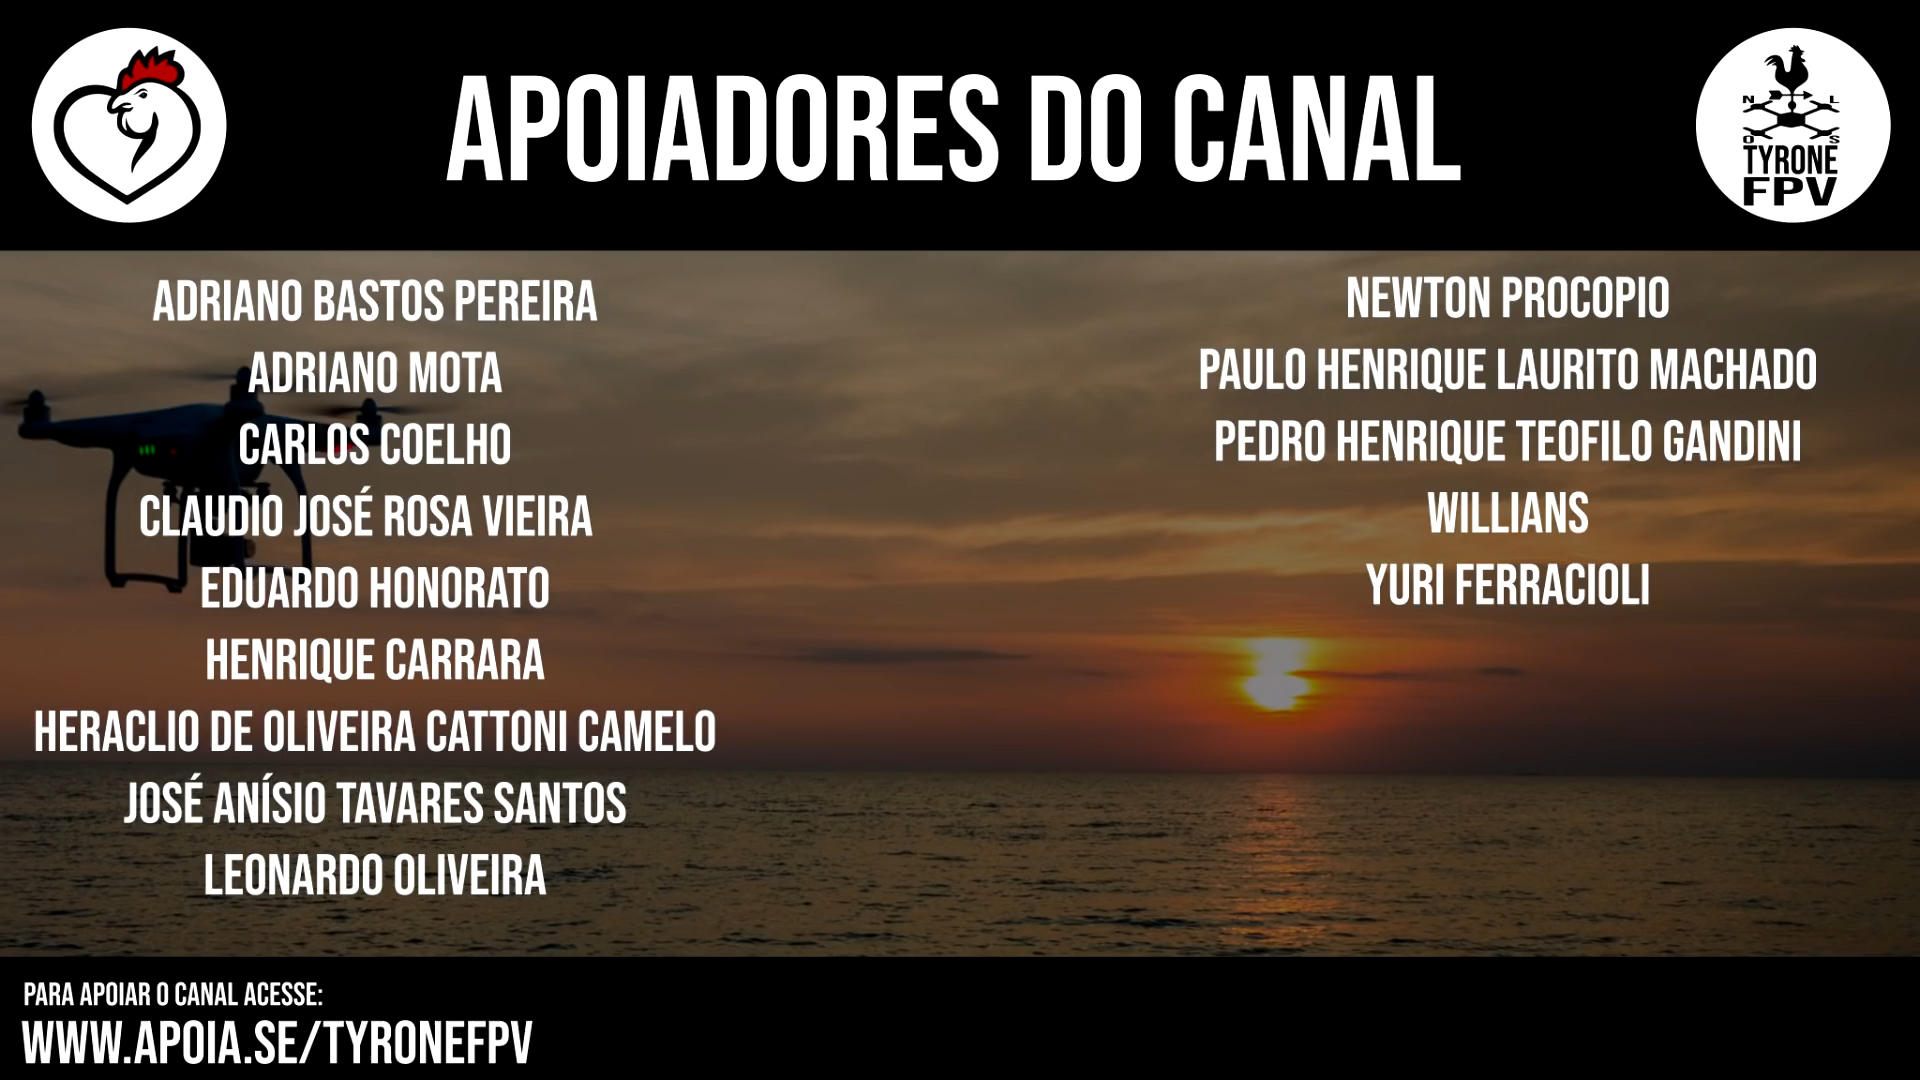 APOIADORES DO CANAL
N L
O S
TYRONE
FPV
ADRIANO BASTOS PEREIRA
ADRIANO MOTA
CARLOS COELHO
CLAUDIO JOSÉ ROSA VIEIRA
EDUARDO HONORATO
HENRIQUE CARRARA
HERACLIO DE OLIVEIRA CATTONI CAMELO
JOSÉ ANÍSIO TAVARES SANTOS
LEONARDO OLIVEIRA
NEWTON PROCOPIO
PAULO HENRIQUE LAURITO MACHADO
PEDRO HENRIQUE TEOFILO GANDINI
WILLIANS
YURI FERRACIOLI
PARA APOIAR O CANAL ACESSE:
WWW.APOIA.SE/TYRONEFPV